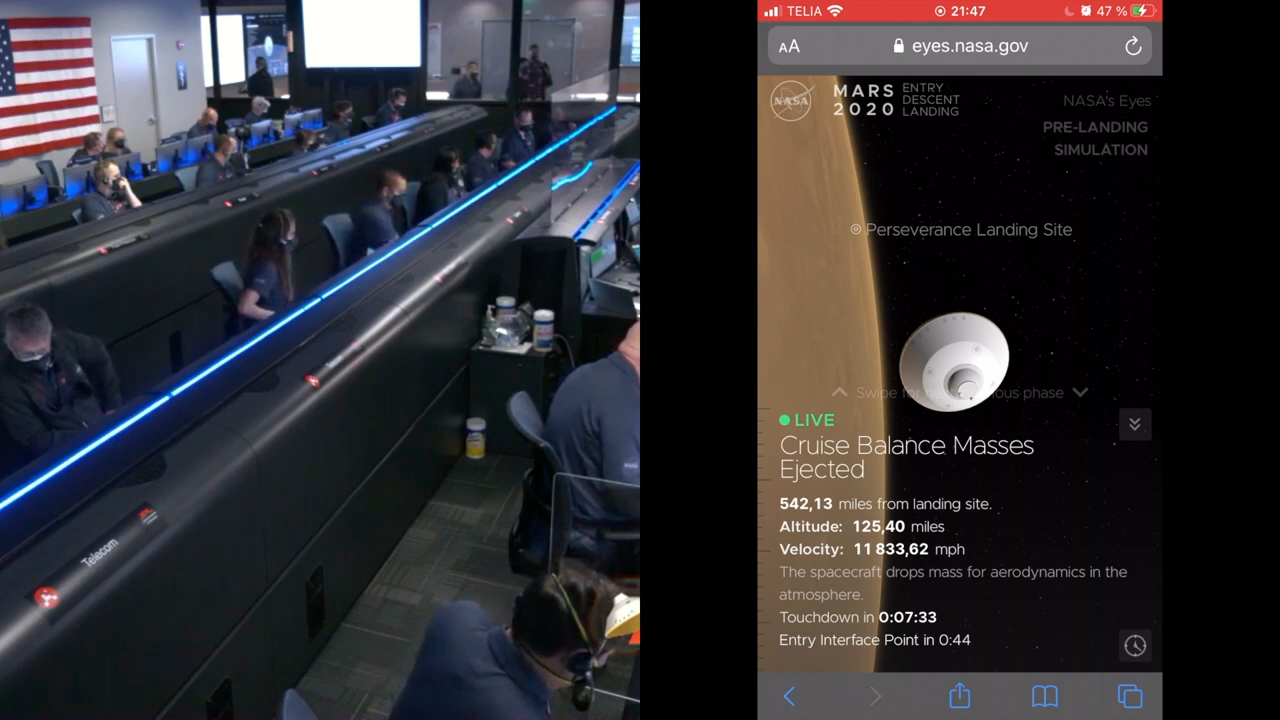 Telecom
TELIA
21:47
47 %
AA
eyes.nasa.gov
NASA
MARS 2020
ENTRY
DESCENT
LANDING
NASA's Eyes
PRE-LANDING
SIMULATION
Perseverance Landing Site
LIVE
Cruise Balance Masses
Ejected
542,13 miles from landing site.
Altitude: 125,40 miles
Velocity: 11 833,62 mph
The spacecraft drops mass for aerodynamics in the
atmosphere.
Touchdown in 0:07:33
Entry Interface Point in 0:44